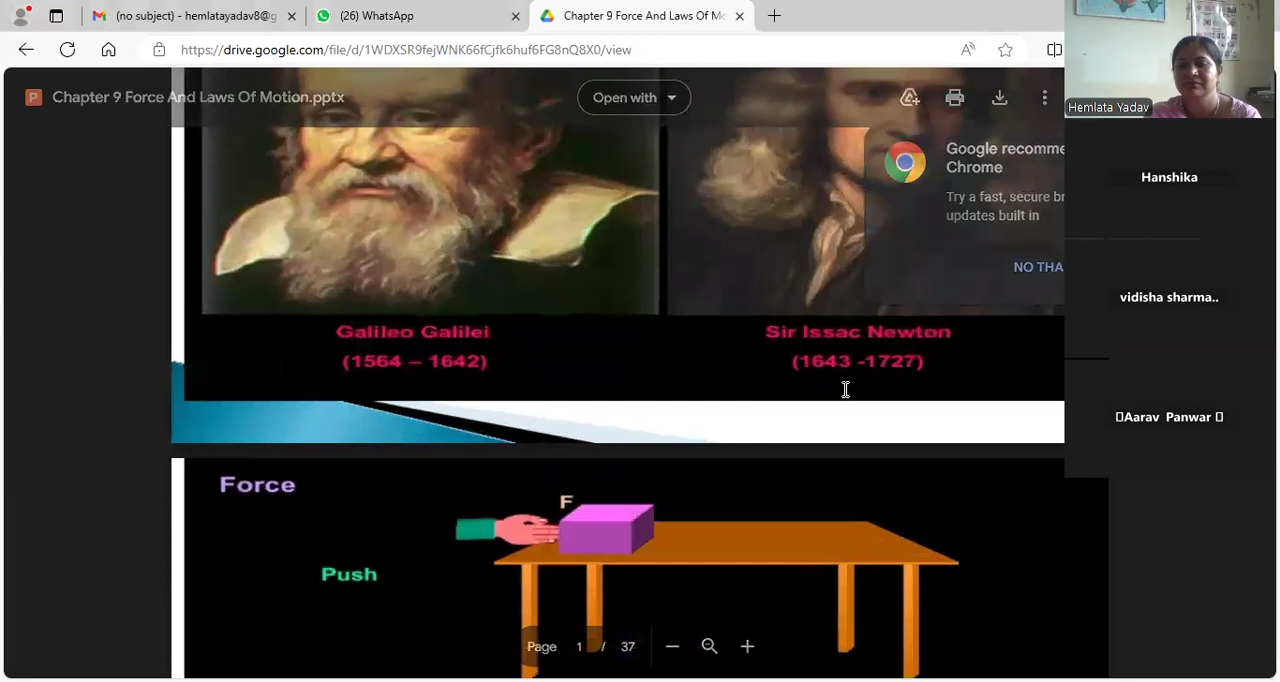 (no subject) - hemlatayadav8@g
(26) WhatsApp
Chapter 9 Force And Laws Of Mo
https://drive.google.com/file/d/1WDXSR9fejWNK66fCjfk6huf6FG8nQ8X0/view
Chapter 9 Force And Laws Of Motion.pptx
Open with
Hemlata Yadav
Google recomme
Chrome
Try a fast, secure br
updates built in
NO THA
Hanshika
vidisha sharma..
Aarav Panwar
Galileo Galilei
(1564 – 1642)
Sir Issac Newton
(1643 -1727)
Force
F
Push
Page 1 / 37